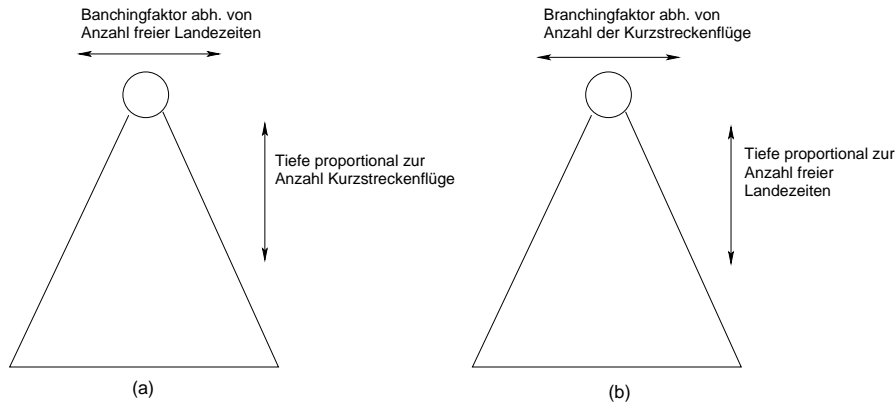 Banchingfaktor abh. von
Anzahl freier Landezeiten
Tiefe proportional zur
Anzahl Kurzstreckenflüge
(a)
Branchingfaktor abh. von
Anzahl der Kurzstreckenflüge
Tiefe proportional zur
Anzahl freier
Landezeiten
(b)